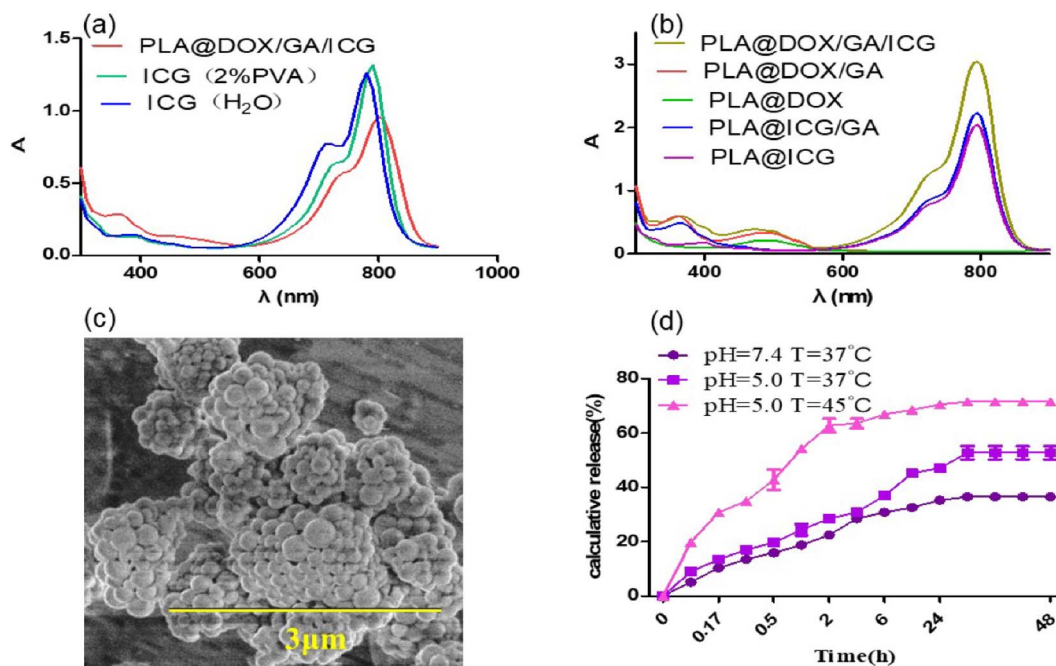 (a)
1.5
1.0
0.5
0.0
A
PLA@DOX/GA/ICG
ICG（2%PVA）
ICG（H₂O）
400
600
800
1000
λ (nm)
(b)
3
2
1
0
A
PLA@DOX/GA/ICG
PLA@DOX/GA
PLA@DOX
PLA@ICG/GA
PLA@ICG
400
600
800
λ (nm)
(c)
3μm
(d)
pH=7.4 T=37°C
pH=5.0 T=37°C
pH=5.0 T=45°C
80
60
40
20
0
calculative release(%)
0
0.17
0.5
2
6
24
48
Time(h)